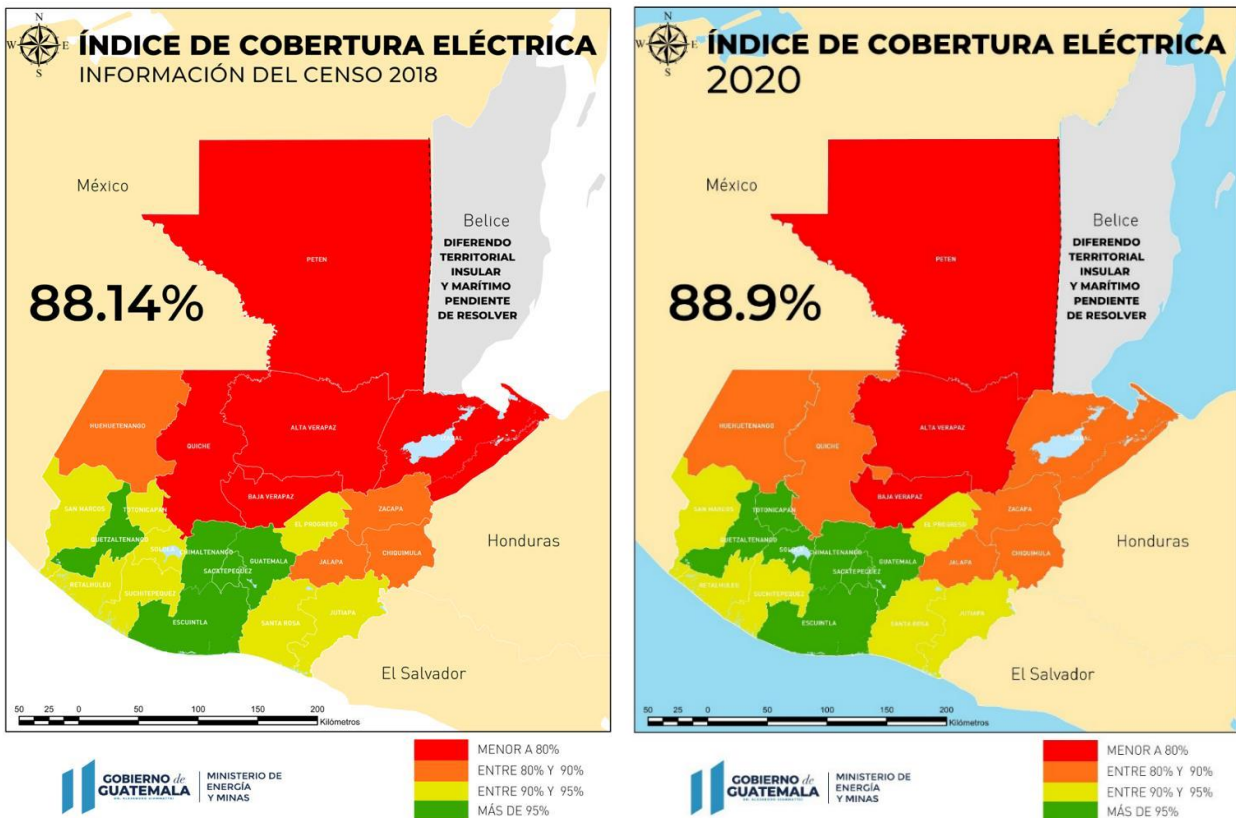 N
W
E
S
ÍNDICE DE COBERTURA ELÉCTRICA
INFORMACIÓN DEL CENSO 2018
México
Belice
DIFERENDO
TERRITORIAL
INSULAR
Y MARÍTIMO
PENDIENTE
DE RESOLVER
PETEN
88.14%
HUEHUETENANGO
QUICHE
ALTA VERAPAZ
BAJA VERAPAZ
ZACAPA
SAN MARCOS
TOTONICAPAN
EL PROGRESO
QUETZALTENANGO
CHIMALTENANGO
GUATEMALA
CHIQUIMULA
JALAPA
SACATEPEQUEZ
RETALHULEU
SUCHITEPEQUEZ
JUTIAPA
ESCUINTLA
SANTA ROSA
Honduras
El Salvador
50 25 0 50 100 150 200
Kilómetros
GOBIERNO de
GUATEMALA
MINISTERIO DE
ENERGÍA
Y MINAS
MENOR A 80%
ENTRE 80% Y 90%
ENTRE 90% Y 95%
MÁS DE 95%
N
W
E
S
ÍNDICE DE COBERTURA ELÉCTRICA
2020
México
Belice
DIFERENDO
TERRITORIAL
INSULAR
Y MARÍTIMO
PENDIENTE
DE RESOLVER
PETEN
88.9%
HUEHUETENANGO
QUICHE
ALTA VERAPAZ
BAJA VERAPAZ
ZACAPA
SAN MARCOS
TOTONICAPAN
EL PROGRESO
QUETZALTENANGO
CHIMALTENANGO
GUATEMALA
CHIQUIMULA
JALAPA
SACATEPEQUEZ
RETALHULEU
SUCHITEPEQUEZ
JUTIAPA
ESCUINTLA
SANTA ROSA
Honduras
El Salvador
50 25 0 50 100 150 200
Kilómetros
GOBIERNO de
GUATEMALA
MINISTERIO DE
ENERGÍA
Y MINAS
MENOR A 80%
ENTRE 80% Y 90%
ENTRE 90% Y 95%
MÁS DE 95%